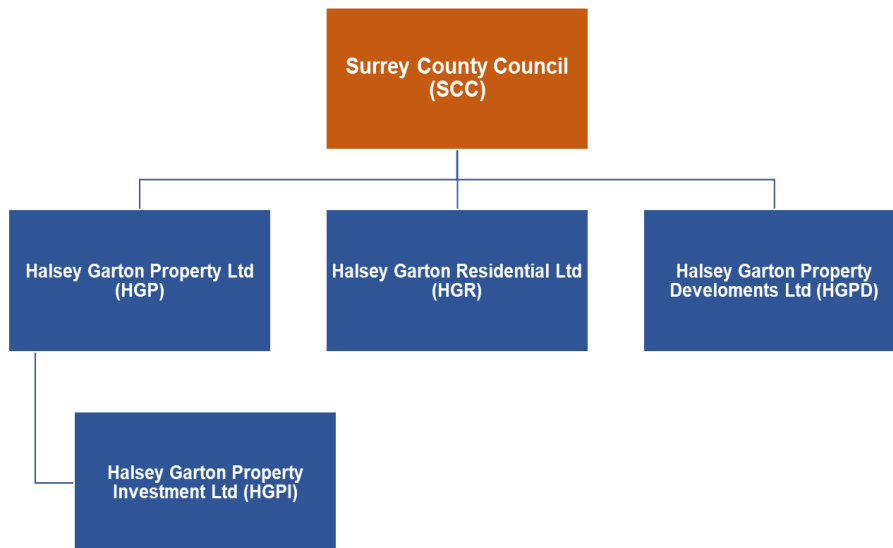 Surrey County Council
(SCC)
Halsey Garton Property Ltd
(HGP)
Halsey Garton Residential Ltd
(HGR)
Halsey Garton Property
Develoments Ltd (HGPD)
Halsey Garton Property
Investment Ltd (HGPI)